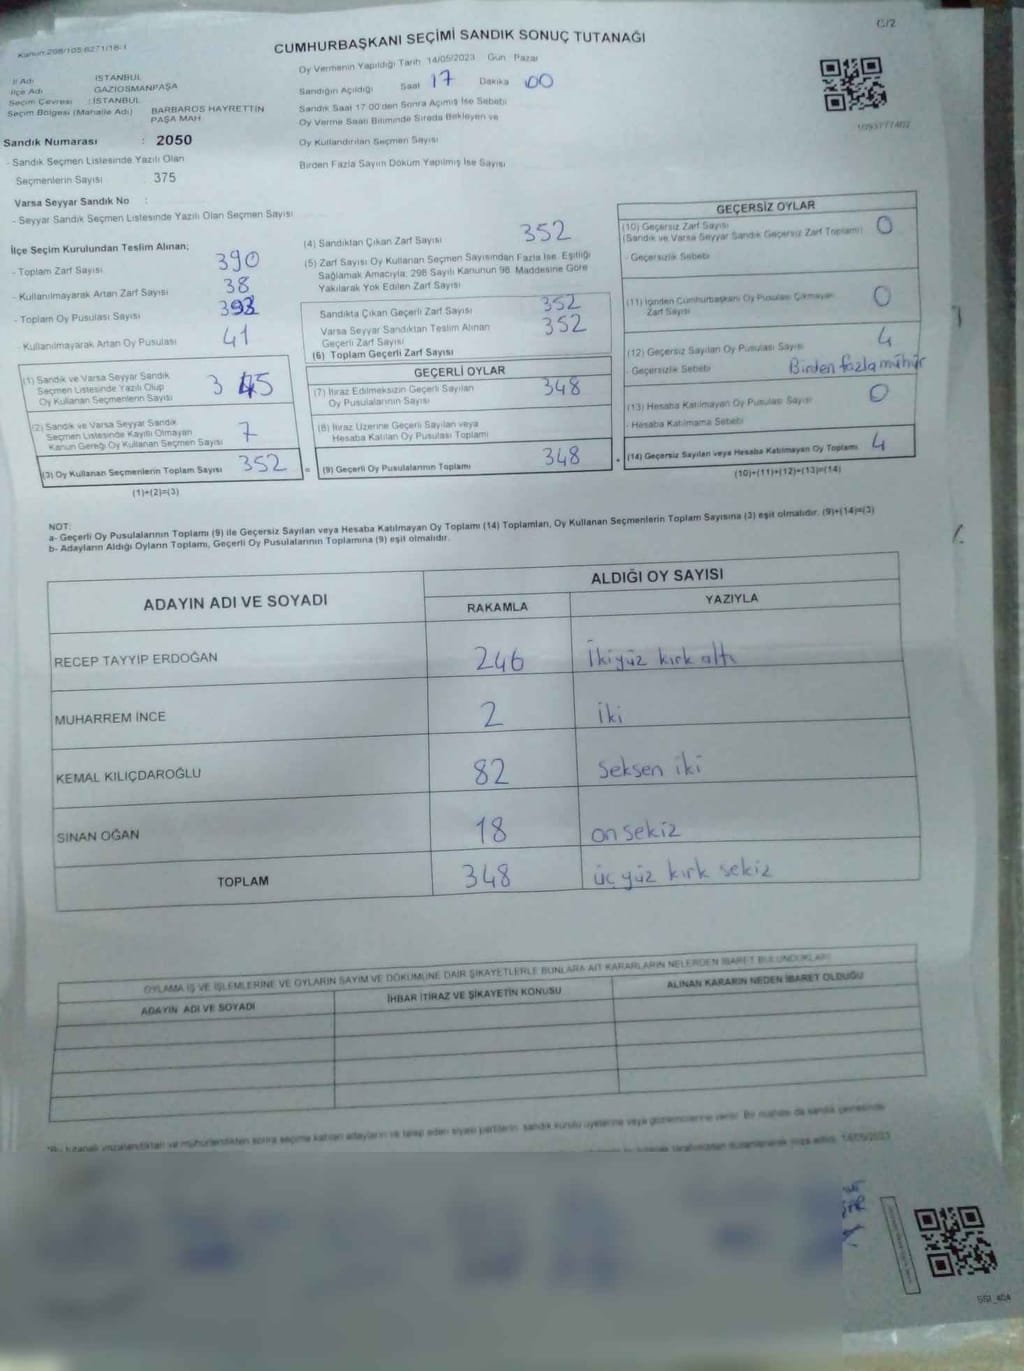 C/2
Kanun:298/105;6271/18-1
CUMHURBAŞKANI SEÇİMİ SANDIK SONUÇ TUTANAĞI
İl Adı : İSTANBUL
İlçe Adı : GAZİOSMANPAŞA
Seçim Çevresi : İSTANBUL
Seçim Bölgesi (Mahalle Adı) : BARBAROS HAYRETTİN PAŞA MAH
Sandık Numarası : 2050
- Sandık Seçmen Listesinde Yazılı Olan
Seçmenlerin Sayısı : 375
Varsa Seyyar Sandık No :
- Seyyar Sandık Seçmen Listesinde Yazılı Olan Seçmen Sayısı
Oy Vermenin Yapıldığı Tarih 14/05/2023 Gün Pazar
Sandığın Açıldığı Saat 17 Dakika 00
Sandık Saat 17:00'den Sonra Açılmış İse Sebebi
Oy Verme Saati Bitiminde Sırada Bekleyen ve
Oy Kullandırılan Seçmen Sayısı
Birden Fazla Sayım Döküm Yapılmış İse Sayısı
İlçe Seçim Kurulundan Teslim Alınan;
- Toplam Zarf Sayısı 390
- Kullanılmayarak Artan Zarf Sayısı 38
- Toplam Oy Pusulası Sayısı 393
- Kullanılmayarak Artan Oy Pusulası 41
(1) Sandık ve Varsa Seyyar Sandık
Seçmen Listesinde Yazılı Olup
Oy Kullanan Seçmenlerin Sayısı 345
(2) Sandık ve Varsa Seyyar Sandık
Seçmen Listesinde Kayıtlı Olmayan
Kanun Gereği Oy Kullanan Seçmen Sayısı 7
(3) Oy Kullanan Seçmenlerin Toplam Sayısı 352
(1)+(2)=(3)
(4) Sandıktan Çıkan Zarf Sayısı 352
(5) Zarf Sayısı Oy Kullanan Seçmen Sayısından Fazla İse, Eşitliği
Sağlamak Amacıyla; 298 Sayılı Kanunun 98. Maddesine Göre
Yakılarak Yok Edilen Zarf Sayısı
Sandıkta Çıkan Geçerli Zarf Sayısı 352
Varsa Seyyar Sandıktan Teslim Alınan
Geçerli Zarf Sayısı 352
(6) Toplam Geçerli Zarf Sayısı
GEÇERLİ OYLAR
(7) İtiraz Edilmeksizin Geçerli Sayılan
Oy Pusulalarının Sayısı 348
(8) İtiraz Üzerine Geçerli Sayılan veya
Hesaba Katılan Oy Pusulası Toplamı
= (9) Geçerli Oy Pusulalarının Toplamı 348
GEÇERSİZ OYLAR
(10) Geçersiz Zarf Sayısı
(Sandık ve Varsa Seyyar Sandık Geçersiz Zarf Toplamı) 0
- Geçersizlik Sebebi
(11) İçinden Cumhurbaşkanı Oy Pusulası Çıkmayan
Zarf Sayısı 0
(12) Geçersiz Sayılan Oy Pusulası Sayısı 4
Geçersizlik Sebebi Birden fazla mühür
(13) Hesaba Katılmayan Oy Pusulası Sayısı 0
- Hesaba Katılmama Sebebi
+ (14) Geçersiz Sayılan veya Hesaba Katılmayan Oy Toplamı 4
(10)+(11)+(12)+(13)=(14)
NOT:
a- Geçerli Oy Pusulalarının Toplamı (9) ile Geçersiz Sayılan veya Hesaba Katılmayan Oy Toplamı (14) Toplamları, Oy Kullanan Seçmenlerin Toplam Sayısına (3) eşit olmalıdır. (9)+(14)=(3)
b- Adayların Aldığı Oyların Toplamı, Geçerli Oy Pusulalarının Toplamına (9) eşit olmalıdır.
ADAYIN ADI VE SOYADI
ALDIĞI OY SAYISI
RAKAMLA YAZIYLA
RECEP TAYYİP ERDOĞAN 246 İkiyüz kırk altı
MUHARREM İNCE 2 İki
KEMAL KILIÇDAROĞLU 82 Seksen iki
SİNAN OĞAN 18 on sekiz
TOPLAM 348 üç yüz kırk sekiz
OYLAMA İŞ VE İŞLEMLERİNE VE OYLARIN SAYIM VE DÖKÜMÜNE DAİR ŞİKAYETLERLE BUNLARA AİT KARARLARIN NELERDEN İBARET BULUNDUKLARI
ADAYIN ADI VE SOYADI İHBAR İTİRAZ VE ŞİKAYETİN KONUSU ALINAN KARARIN NEDEN İBARET OLDUĞU